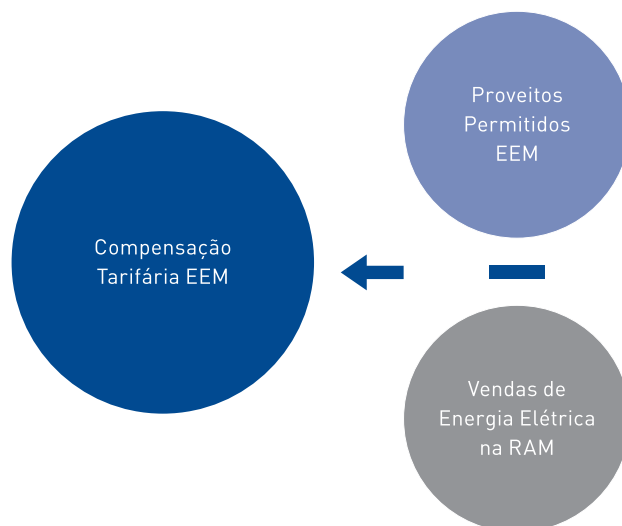 Proveitos
Permitidos
EEM
Compensação
Tarifária EEM
Vendas de
Energia Elétrica
na RAM